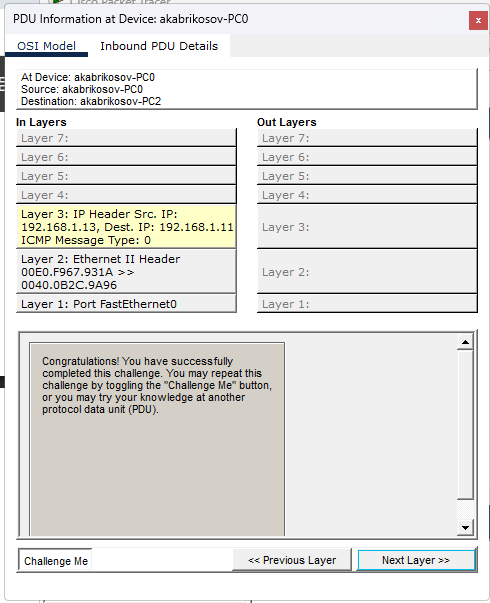 Cisco Packet Tracer
PDU Information at Device: akabrikosov-PC0
OSI Model
Inbound PDU Details
At Device: akabrikosov-PC0
Source: akabrikosov-PC0
Destination: akabrikosov-PC2
In Layers
Layer 7:
Layer 6:
Layer 5:
Layer 4:
Layer 3: IP Header Src. IP:
192.168.1.13, Dest. IP: 192.168.1.11
ICMP Message Type: 0
Layer 2: Ethernet II Header
00E0.F967.931A >>
0040.0B2C.9A96
Layer 1: Port FastEthernet0
Out Layers
Layer 7:
Layer 6:
Layer 5:
Layer 4:
Layer 3:
Layer 2:
Layer 1:
Congratulations! You have successfully
completed this challenge. You may repeat this
challenge by toggling the "Challenge Me" button,
or you may try your knowledge at another
protocol data unit (PDU).
Challenge Me
<< Previous Layer
Next Layer >>